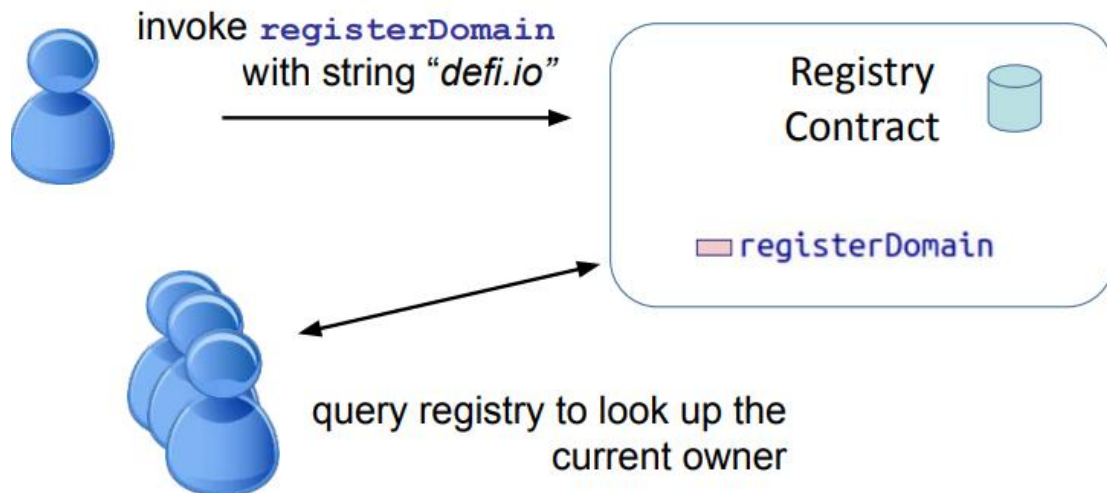 invoke registerDomain
with string “defi.io”
Registry
Contract
registerDomain
query registry to look up the
current owner